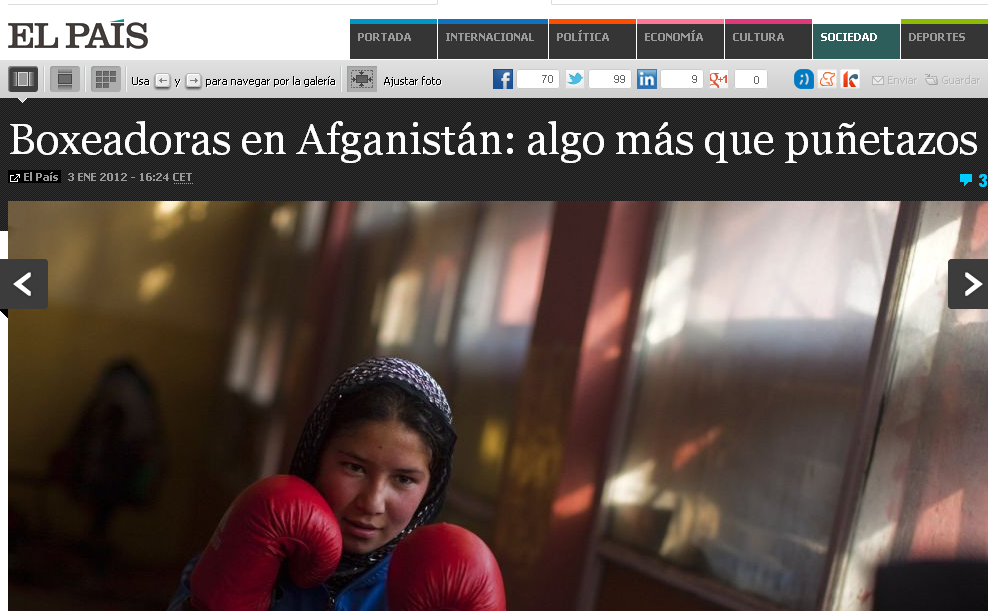 EL PAÍS
PORTADA INTERNACIONAL POLÍTICA ECONOMÍA CULTURA SOCIEDAD DEPORTES
Usa ← y → para navegar por la galería Ajustar foto 70 99 in 9 g+1 0 Enviar Guardar
Boxeadoras en Afganistán: algo más que puñetazos
El País 3 ENE 2012 - 16:24 CET 3